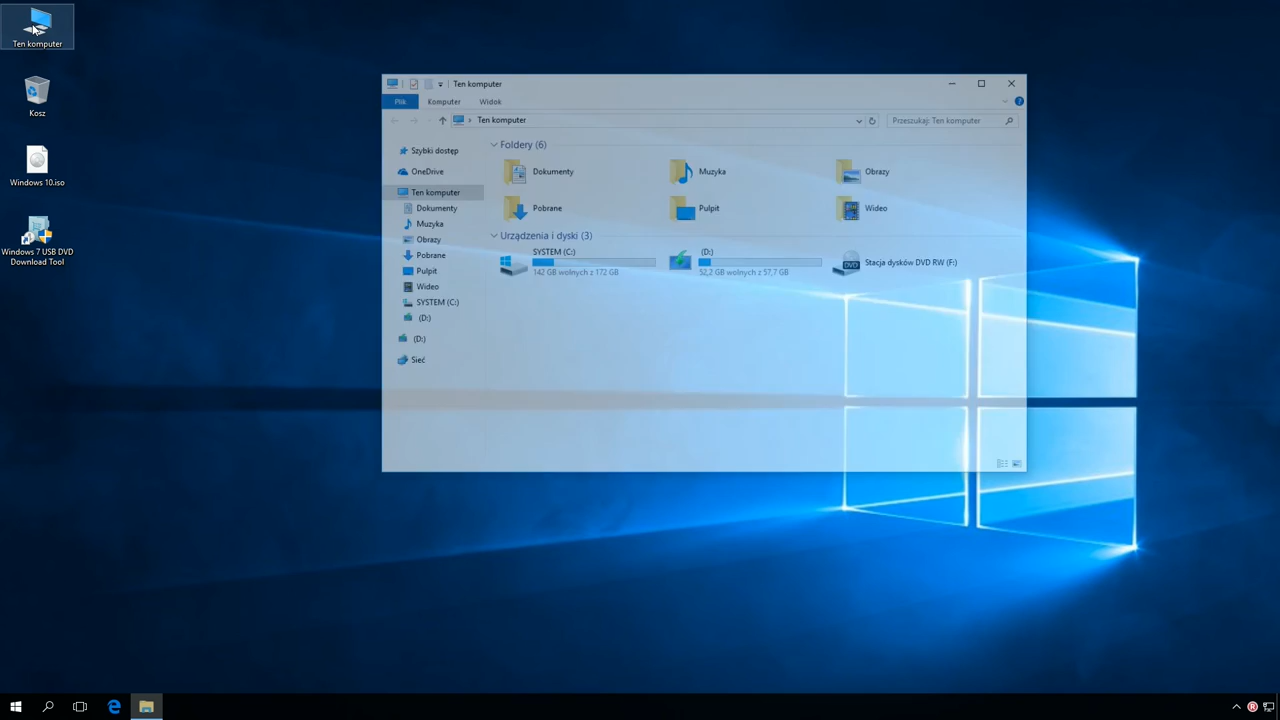 Ten komputer
Kosz
Windows 10.iso
Windows 7 USB DVD
Download Tool
Ten komputer
Plik Komputer Widok
Ten komputer
Przeszukaj: Ten komputer
Szybki dostęp
OneDrive
Ten komputer
Dokumenty
Muzyka
Obrazy
Pobrane
Pulpit
Wideo
SYSTEM (C:)
(D:)
(D:)
Sieć
Foldery (6)
Dokumenty
Muzyka
Obrazy
Pobrane
Pulpit
Wideo
Urządzenia i dyski (3)
SYSTEM (C:)
142 GB wolnych z 172 GB
(D:)
52,2 GB wolnych z 57,7 GB
DVD
Stacja dysków DVD RW (F:)